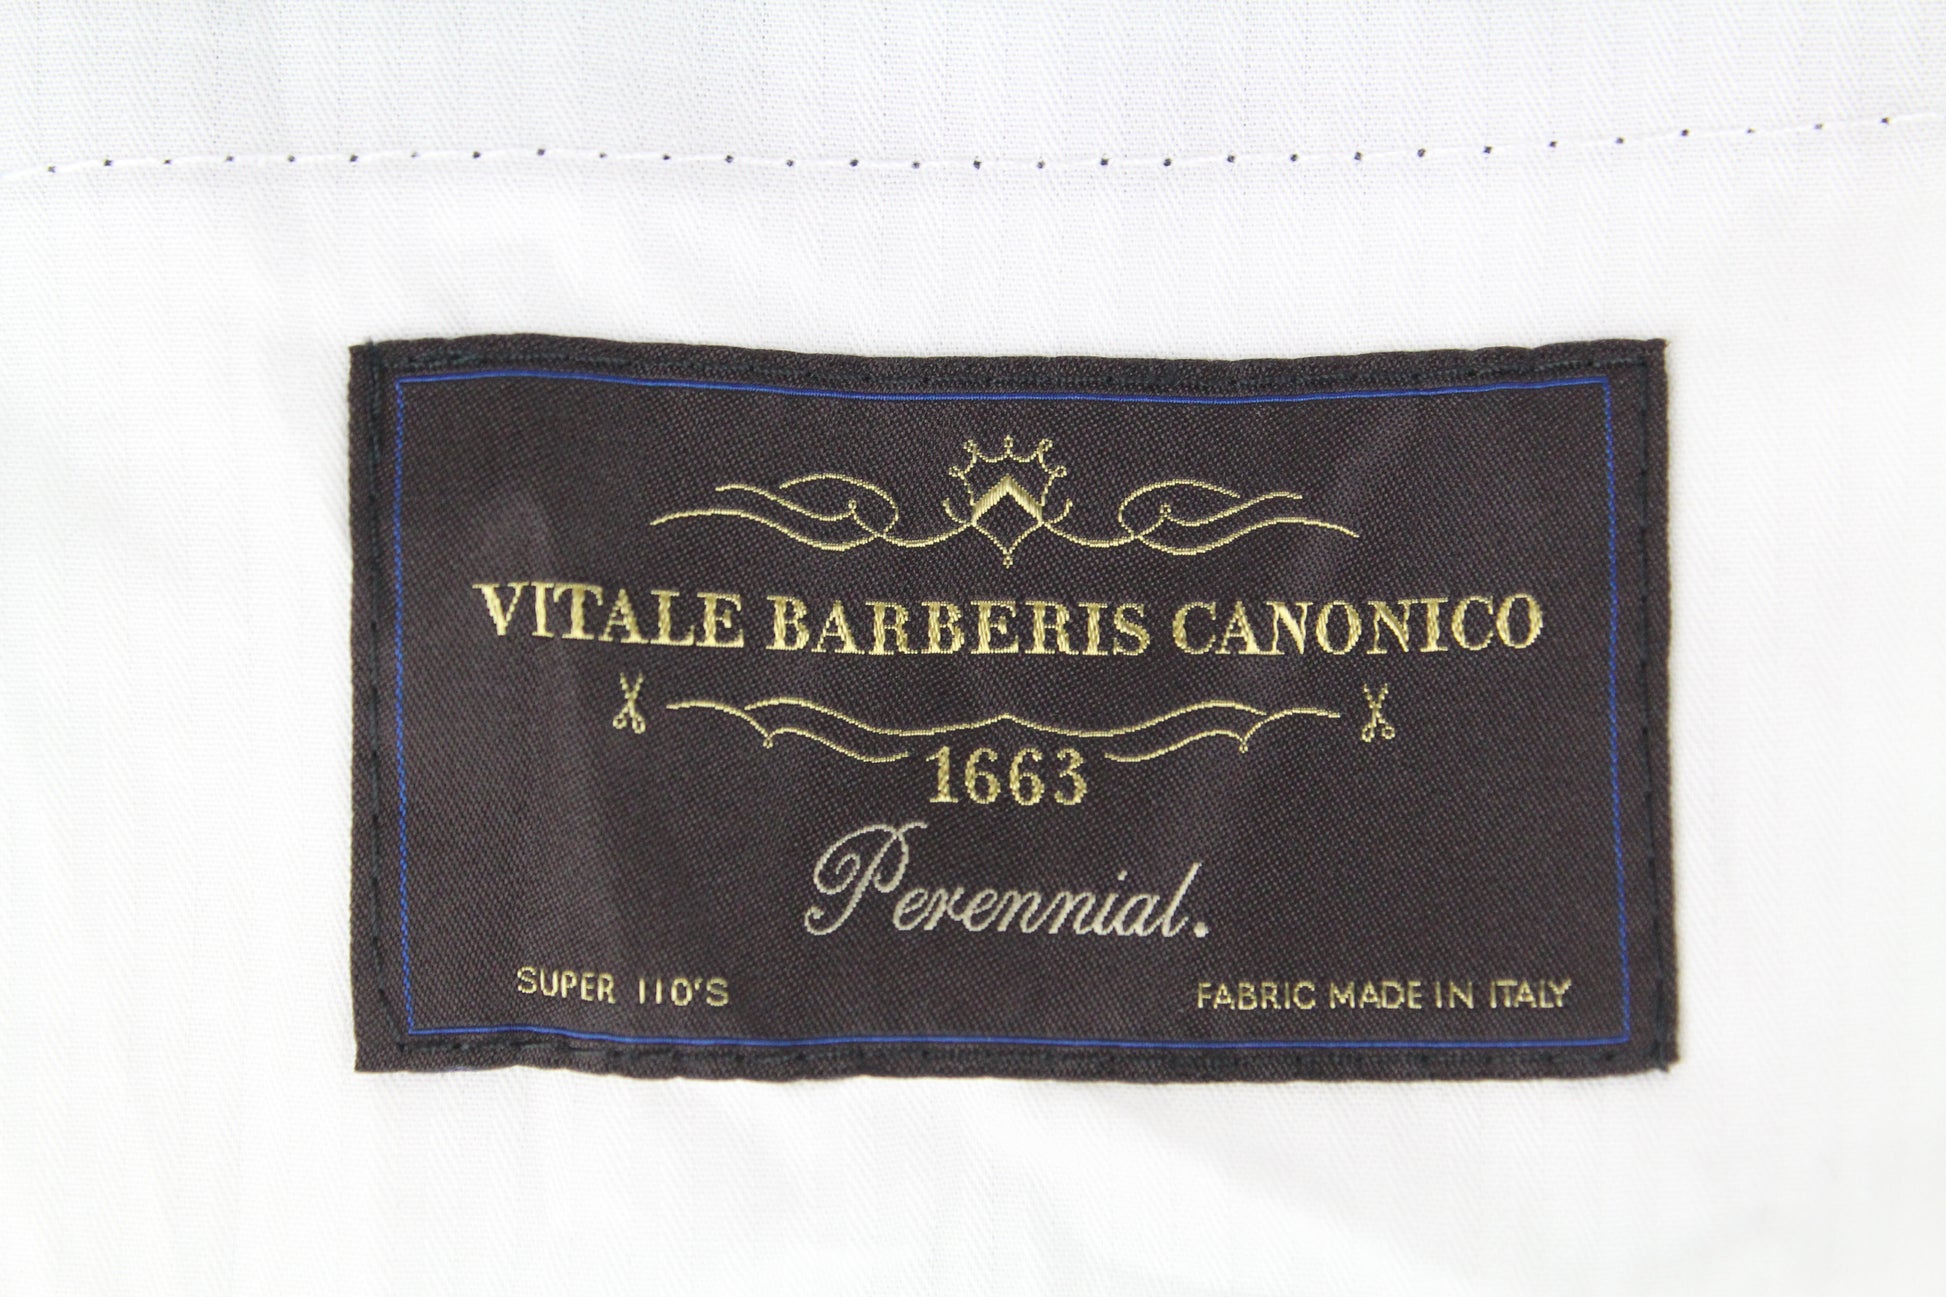 VITALE BARBERIS CANONICO
1663
Perennial.
SUPER 110'S
FABRIC MADE IN ITALY